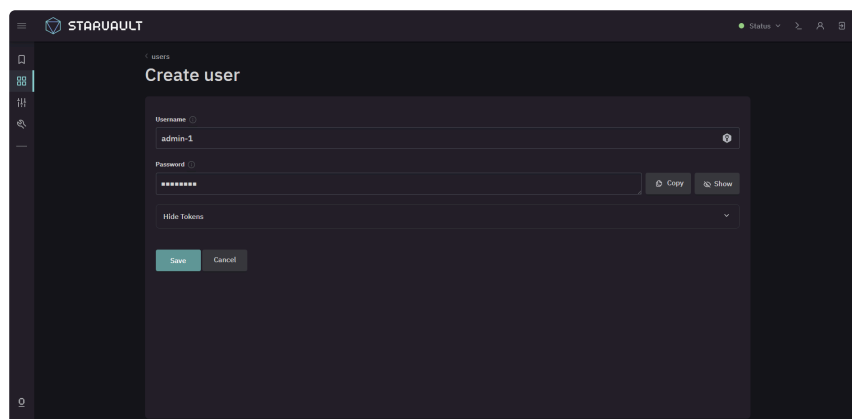 STARVAULT
Status
users
Create user
Username
admin-1
Password
Copy
Show
Hide Tokens
Save
Cancel